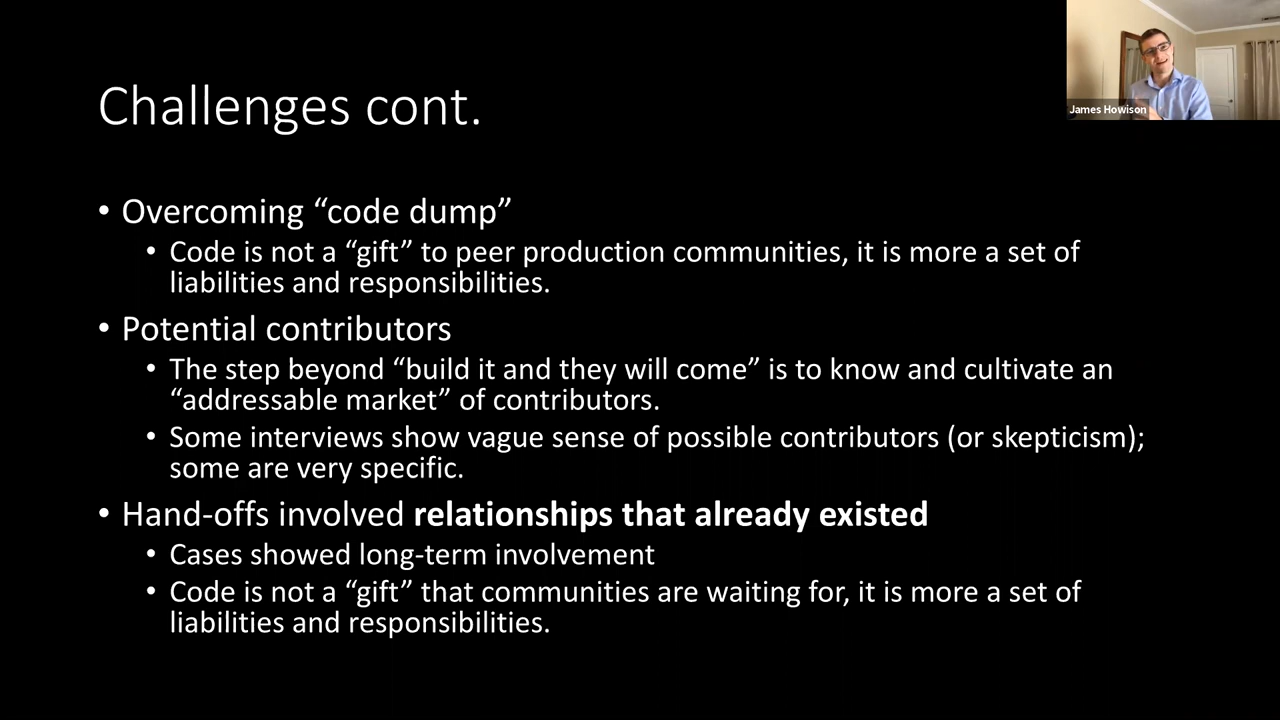 Challenges cont.
James Howison
• Overcoming “code dump”
• Code is not a “gift” to peer production communities, it is more a set of
liabilities and responsibilities.
• Potential contributors
• The step beyond “build it and they will come” is to know and cultivate an
“addressable market” of contributors.
• Some interviews show vague sense of possible contributors (or skepticism);
some are very specific.
• Hand-offs involved relationships that already existed
• Cases showed long-term involvement
• Code is not a “gift” that communities are waiting for, it is more a set of
liabilities and responsibilities.